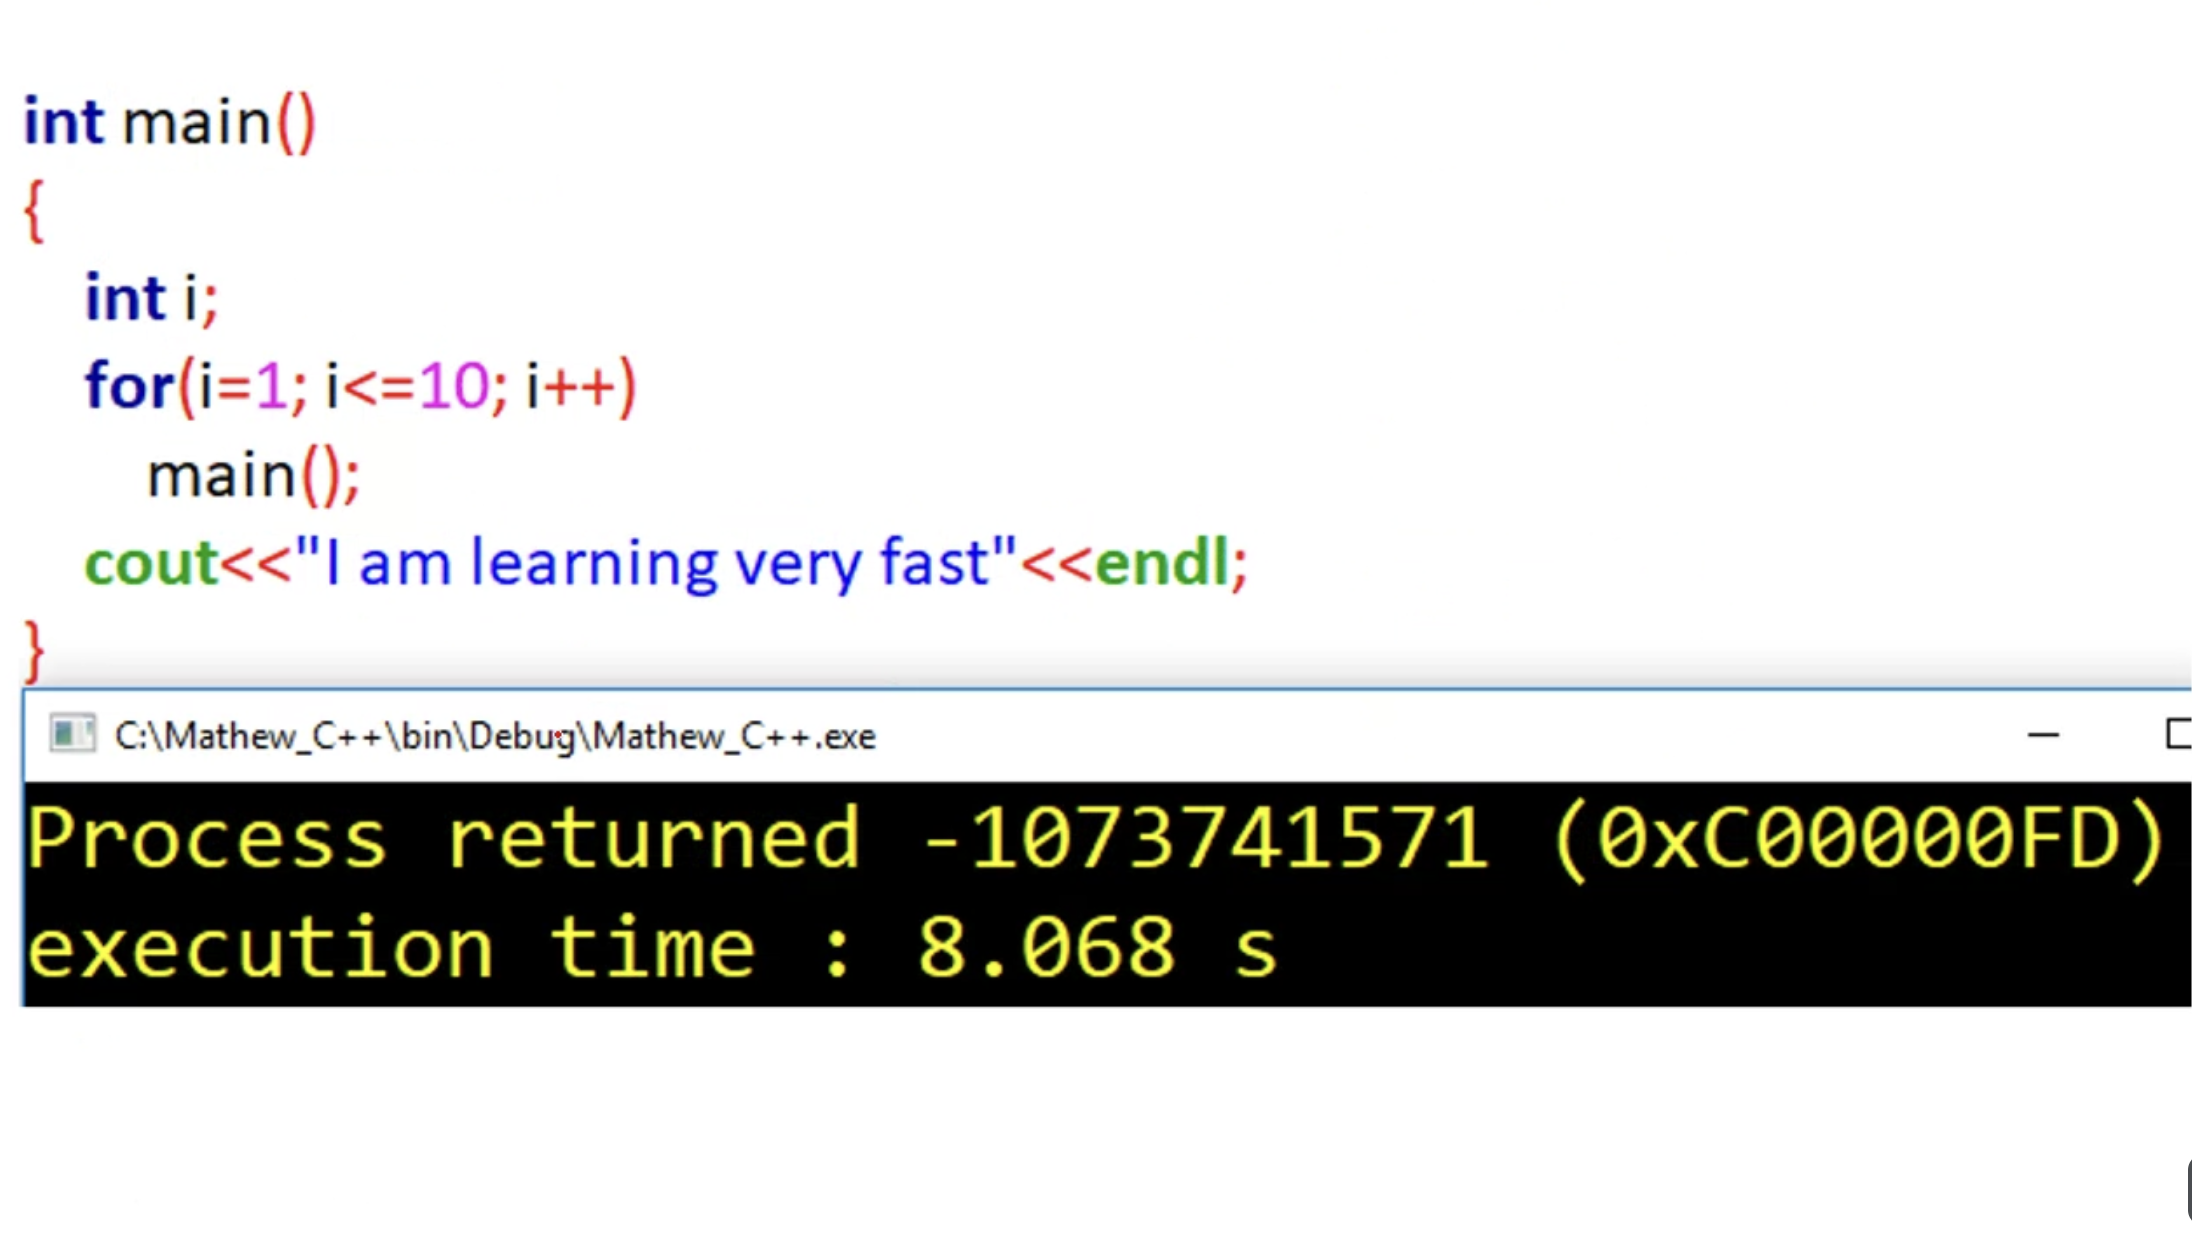 int main()
{
int i;
for(i=1; i<=10; i++)
main();
cout<<"I am learning very fast"<<endl;
}
C:\Mathew_C++\bin\Debug\Mathew_C++.exe
Process returned -1073741571 (0xC00000FD)
execution time : 8.068 s